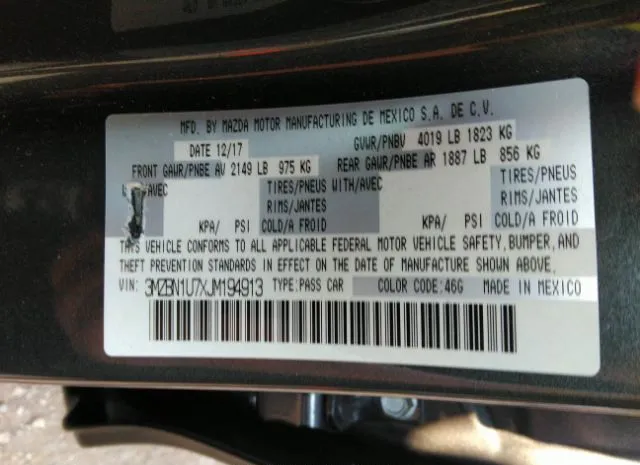 MFD. BY MAZDA MOTOR MANUFACTURING DE MEXICO S.A. DE C.V.
DATE 12/17 GVWR/PNBV 4019 LB 1823 KG
FRONT GAWR/PNBE AV 2149 LB 975 KG REAR GAWR/PNBE AR 1887 LB 856 KG
TIRES/PNEUS WITH/AVEC TIRES/PNEUS
RIMS/JANTES RIMS/JANTES
KPA/ PSI COLD/A FROID KPA/ PSI COLD/A FROID
THIS VEHICLE CONFORMS TO ALL APPLICABLE FEDERAL MOTOR VEHICLE SAFETY, BUMPER, AND
THEFT PREVENTION STANDARDS IN EFFECT ON THE DATE OF MANUFACTURE SHOWN ABOVE.
VIN: 3MZBN1U7XJM194913 TYPE:PASS CAR COLOR CODE:46G MADE IN MEXICO